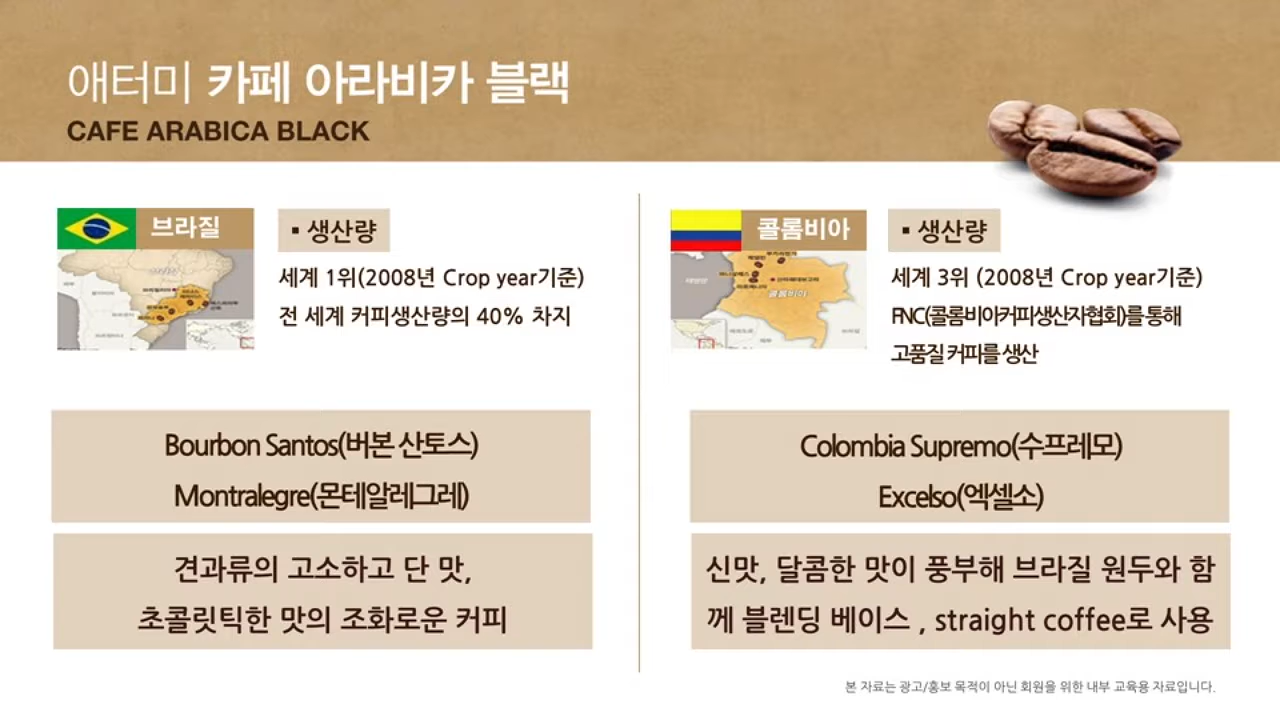 애터미 카페 아라비카 블랙
CAFE ARABICA BLACK
브라질
▪ 생산량
세계 1위(2008년 Crop year기준)
전 세계 커피생산량의 40% 차지
Bourbon Santos(버본 산토스)
Montralegre(몬테알레그레)
견과류의 고소하고 단 맛,
초콜릿틱한 맛의 조화로운 커피
콜롬비아
▪ 생산량
세계 3위 (2008년 Crop year기준)
FNC(콜롬비아커피생산자협회)를 통해
고품질 커피를 생산
콜롬비아
Colombia Supremo(수프레모)
Excelso(엑셀소)
신맛, 달콤한 맛이 풍부해 브라질 원두와 함
께 블렌딩 베이스 , straight coffee로 사용
본 자료는 광고/홍보 목적이 아닌 회원을 위한 내부 교육용 자료입니다.